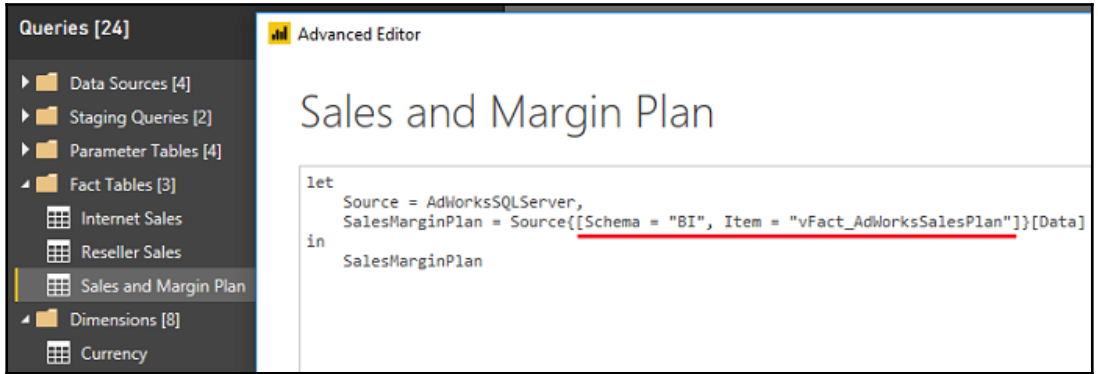 Queries [24]
Data Sources [4]
Staging Queries [2]
Parameter Tables [4]
Fact Tables [3]
Internet Sales
Reseller Sales
Sales and Margin Plan
Dimensions [8]
Currency
Advanced Editor
Sales and Margin Plan
let
Source = AdWorksSQLServer,
SalesMarginPlan = Source{[Schema = "BI", Item = "vFact_AdWorksSalesPlan"]}[Data]
in
SalesMarginPlan